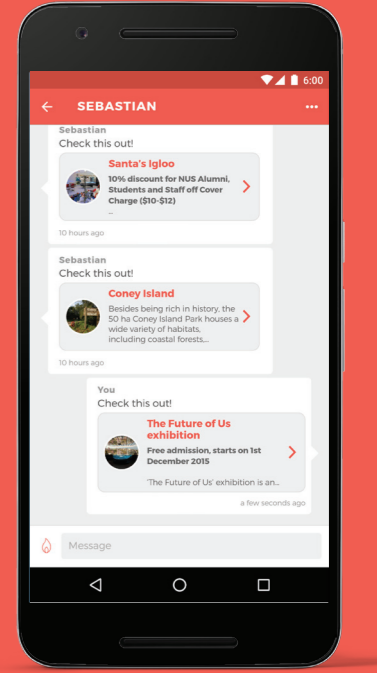 6:00
SEBASTIAN
Sebastian
Check this out!
Santa's Igloo
10% discount for NUS Alumni,
Students and Staff off Cover
Charge ($10-$12)
...
10 hours ago
Sebastian
Check this out!
Coney Island
Besides being rich in history, the
50 ha Coney Island Park houses a
wide variety of habitats,
including coastal forests,...
10 hours ago
You
Check this out!
The Future of Us
exhibition
Free admission, starts on 1st
December 2015
'The Future of Us' exhibition is an...
a few seconds ago
Message